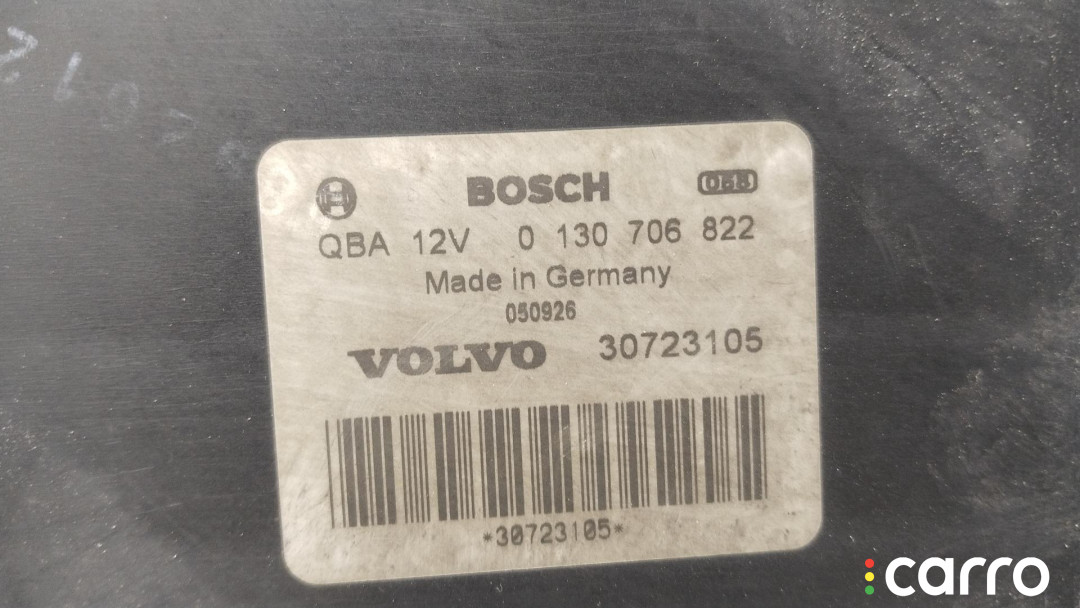 BOSCH
QBA 12V 0 130 706 822
Made in Germany
050926
VOLVO 30723105
*30723105*
carro